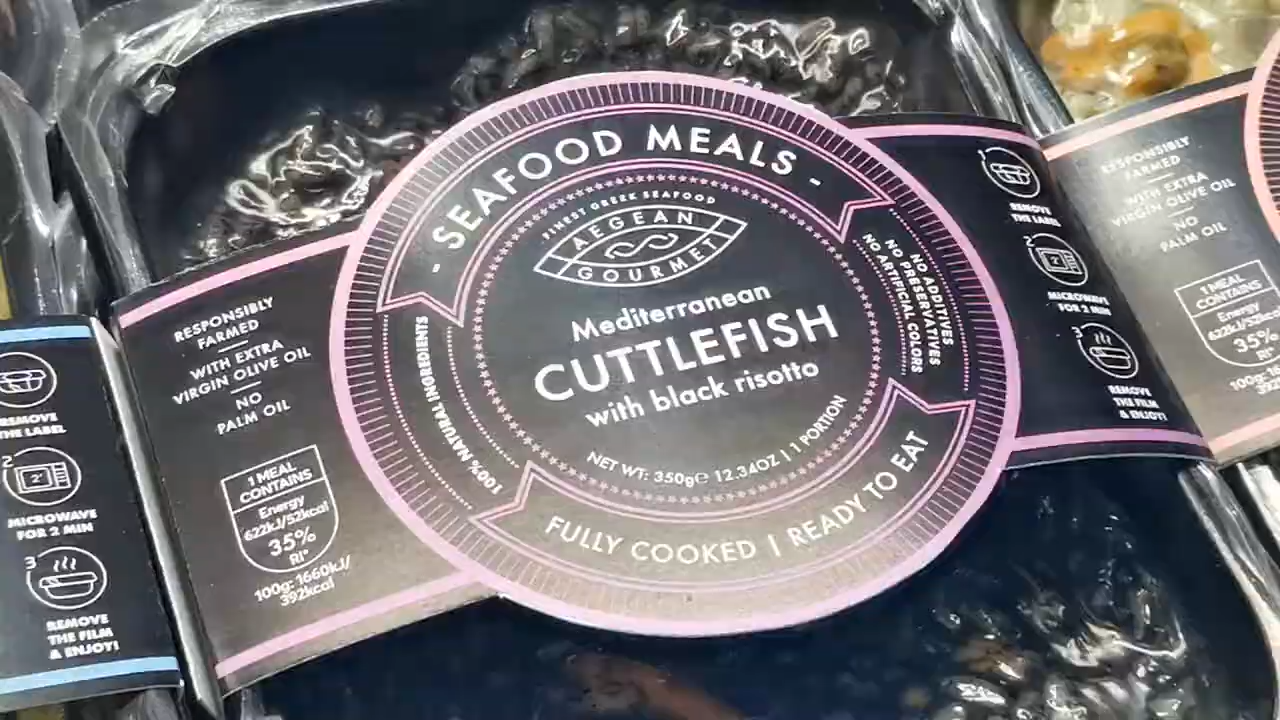 SEAFOOD MEALS
FINEST GREEK SEAFOOD
AEGEAN
GOURMET
Mediterranean
CUTTLEFISH
with black risotto
NET WT: 350g℮ 12.34OZ | 1 PORTION
FULLY COOKED | READY TO EAT
100% NATURAL INGREDIENTS
NO ADDITIVES
NO PRESERVATIVES
NO ARTIFICIAL COLORS
RESPONSIBLY
FARMED
WITH EXTRA
VIRGIN OLIVE OIL
NO
PALM OIL
1 MEAL
CONTAINS
Energy
622kJ/52kcal
35%
RI*
100g: 1660kJ/
392kcal
1
REMOVE
THE LABEL
2
2'
MICROWAVE
FOR 2 MIN
3
REMOVE
THE FILM
& ENJOY!
REMOVE
THE LABEL
2
2'
MICROWAVE
FOR 2 MIN
3
REMOVE
THE FILM
& ENJOY!
RESPONSIBLY
FARMED
WITH EXTRA
VIRGIN OLIVE OIL
NO
PALM OIL
1 MEAL
CONTAINS
Energy
622kJ/52kcal
35%
RI*